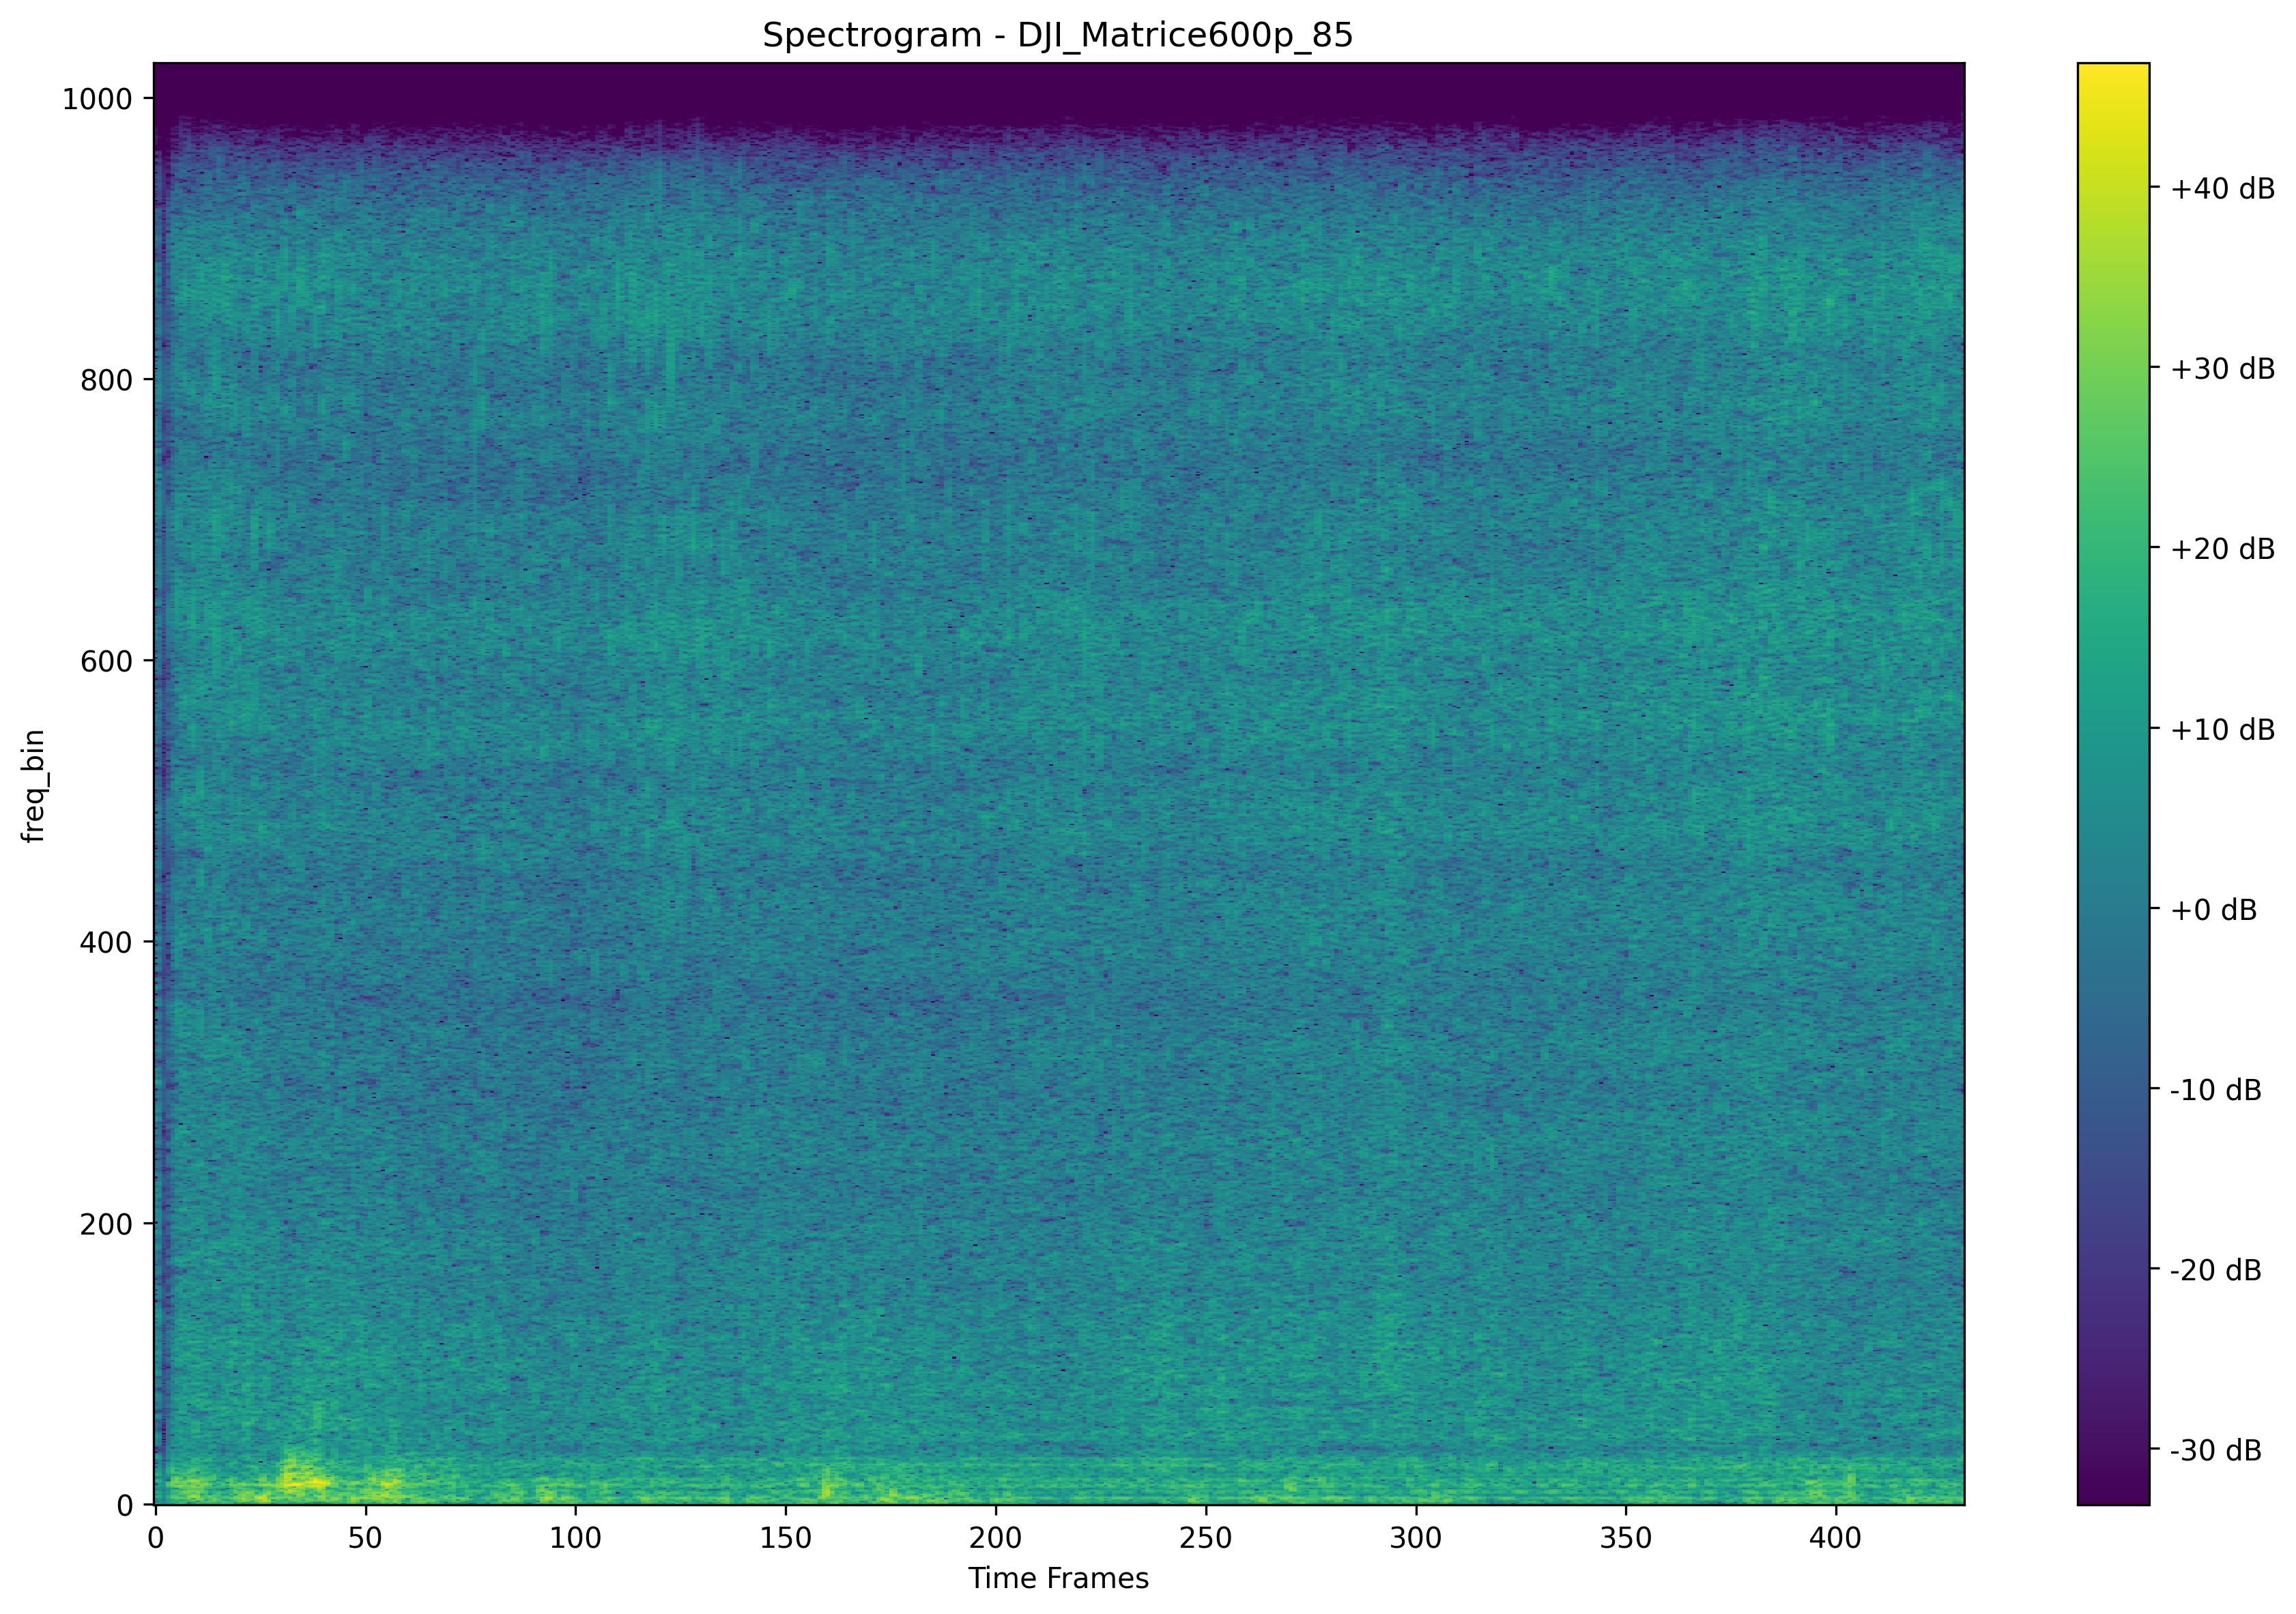 Spectrogram - DJI_Matrice600p_85
1000
800
600
400
200
0
freq_bin
0 50 100 150 200 250 300 350 400
Time Frames
+40 dB
+30 dB
+20 dB
+10 dB
+0 dB
-10 dB
-20 dB
-30 dB